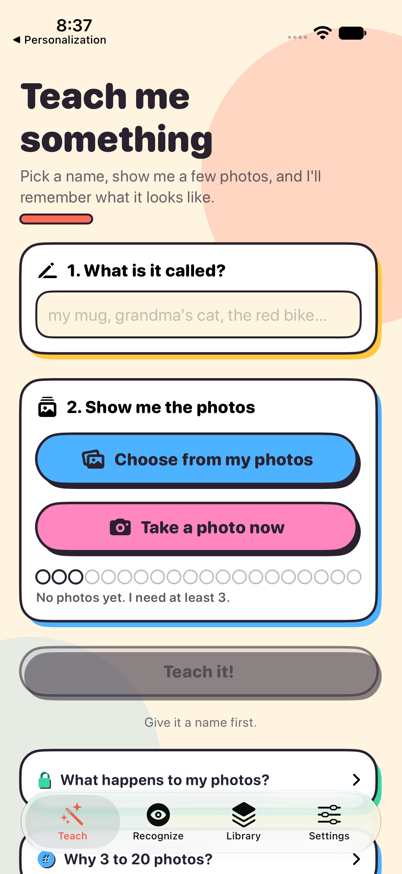 8:37
◀ Personalization
Teach me
something
Pick a name, show me a few photos, and I'll
remember what it looks like.
1. What is it called?
my mug, grandma's cat, the red bike...
2. Show me the photos
Choose from my photos
Take a photo now
No photos yet. I need at least 3.
Teach it!
Give it a name first.
What happens to my photos?
Teach
Recognize
Library
Settings
Why 3 to 20 photos?